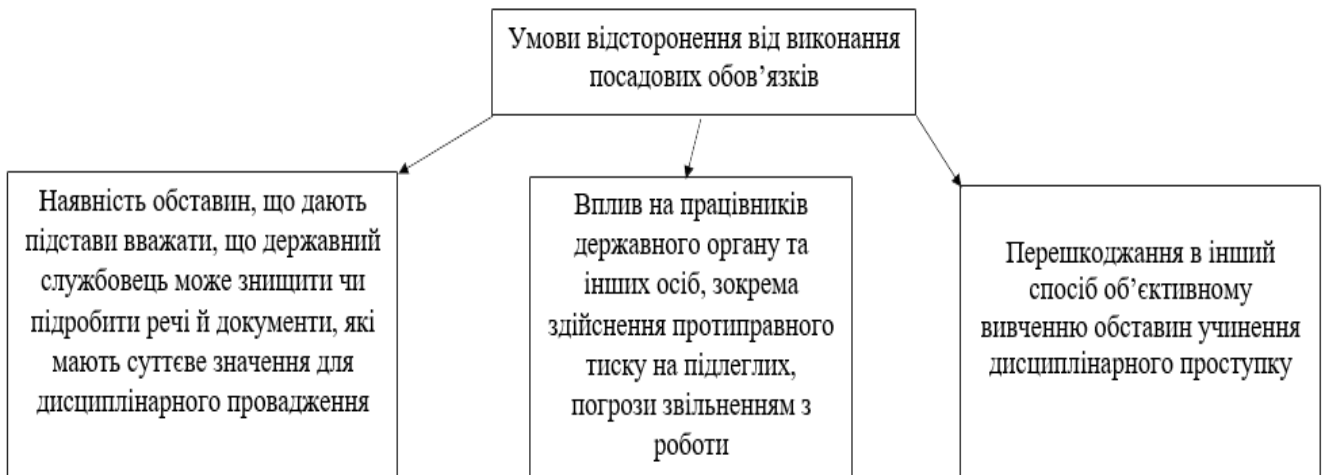 Умови відсторонення від виконання
посадових обов’язків
Наявність обставин, що дають
підстави вважати, що державний
службовець може знищити чи
підробити речі й документи, які
мають суттєве значення для
дисциплінарного провадження
Вплив на працівників
державного органу та
інших осіб, зокрема
здійснення протиправного
тиску на підлеглих,
погрози звільненням з
роботи
Перешкоджання в інший
спосіб об’єктивному
вивченню обставин учинення
дисциплінарного проступку